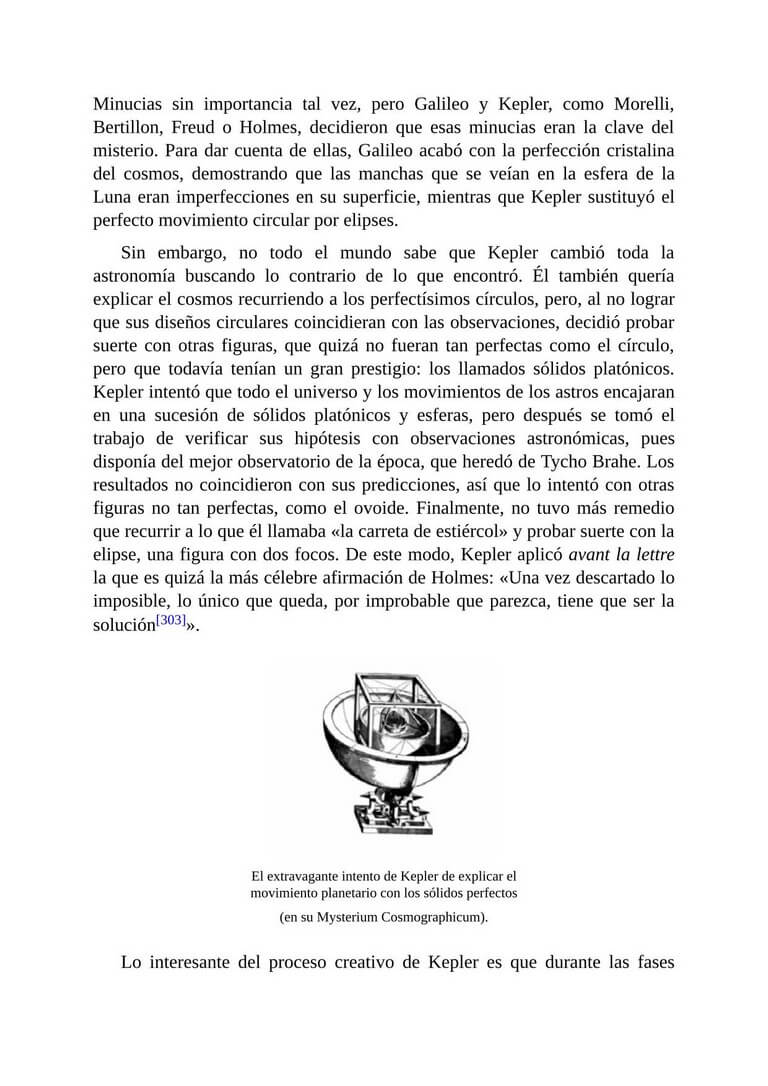 Minucias sin importancia tal vez, pero Galileo y Kepler, como Morelli,
Bertillon, Freud o Holmes, decidieron que esas minucias eran la clave del
misterio. Para dar cuenta de ellas, Galileo acabó con la perfección cristalina
del cosmos, demostrando que las manchas que se veían en la esfera de la
Luna eran imperfecciones en su superficie, mientras que Kepler sustituyó el
perfecto movimiento circular por elipses.
Sin embargo, no todo el mundo sabe que Kepler cambió toda la
astronomía buscando lo contrario de lo que encontró. Él también quería
explicar el cosmos recurriendo a los perfectísimos círculos, pero, al no lograr
que sus diseños circulares coincidieran con las observaciones, decidió probar
suerte con otras figuras, que quizá no fueran tan perfectas como el círculo,
pero que todavía tenían un gran prestigio: los llamados sólidos platónicos.
Kepler intentó que todo el universo y los movimientos de los astros encajaran
en una sucesión de sólidos platónicos y esferas, pero después se tomó el
trabajo de verificar sus hipótesis con observaciones astronómicas, pues
disponía del mejor observatorio de la época, que heredó de Tycho Brahe. Los
resultados no coincidieron con sus predicciones, así que lo intentó con otras
figuras no tan perfectas, como el ovoide. Finalmente, no tuvo más remedio
que recurrir a lo que él llamaba «la carreta de estiércol» y probar suerte con la
elipse, una figura con dos focos. De este modo, Kepler aplicó avant la lettre
la que es quizá la más célebre afirmación de Holmes: «Una vez descartado lo
imposible, lo único que queda, por improbable que parezca, tiene que ser la
solución[303]».
El extravagante intento de Kepler de explicar el
movimiento planetario con los sólidos perfectos
(en su Mysterium Cosmographicum).
Lo interesante del proceso creativo de Kepler es que durante las fases